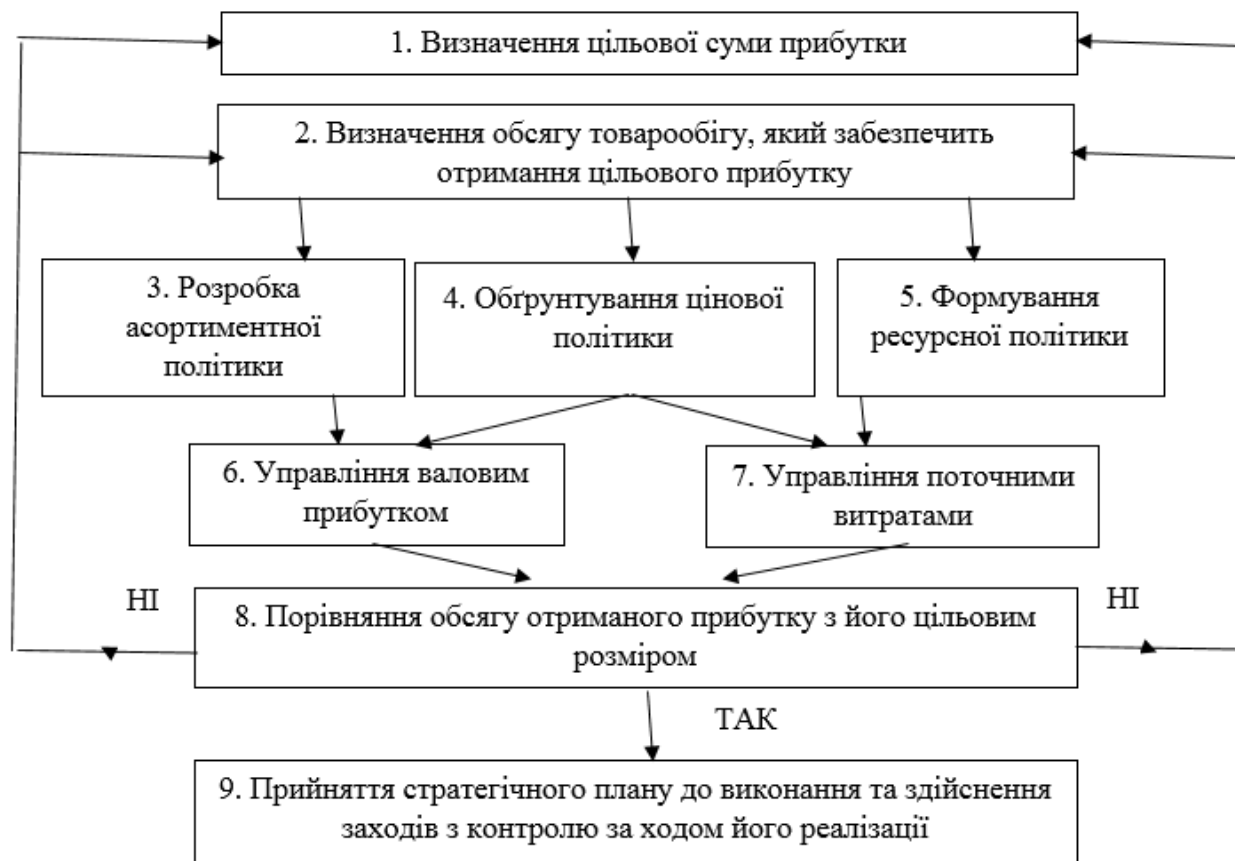 1. Визначення цільової суми прибутки
2. Визначення обсягу товарообігу, який забезпечить
отримання цільового прибутку
3. Розробка
асортиментної
політики
4. Обґрунтування цінової
політики
5. Формування
ресурсної політики
6. Управління валовим
прибутком
7. Управління поточними
витратами
НІ
8. Порівняння обсягу отриманого прибутку з його цільовим
розміром
НІ
ТАК
9. Прийняття стратегічного плану до виконання та здійснення
заходів з контролю за ходом його реалізації